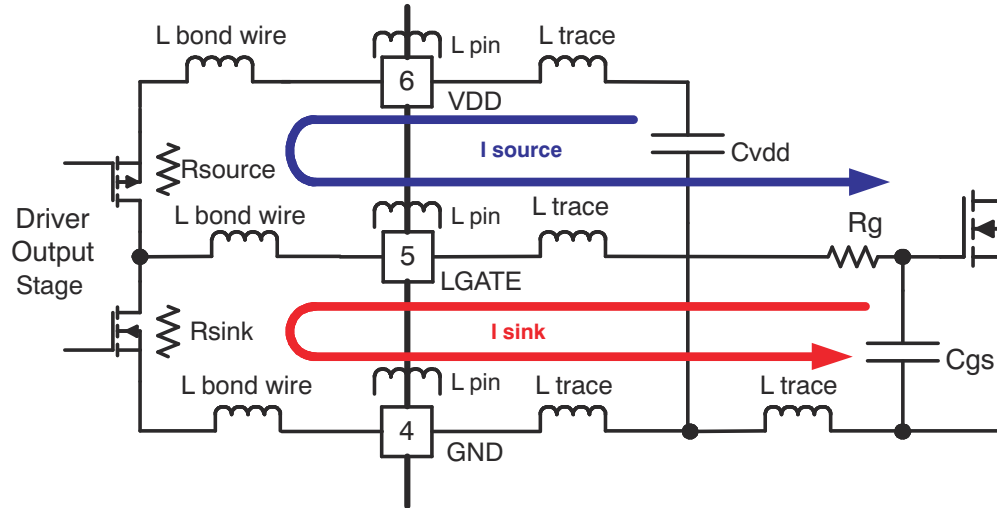 L bond wire
L pin
L trace
6
VDD
I source
Cvdd
Rsource
L bond wire
L pin
L trace
Rg
Driver
Output
Stage
5
LGATE
Rsink
I sink
L bond wire
L pin
L trace
L trace
Cgs
4
GND